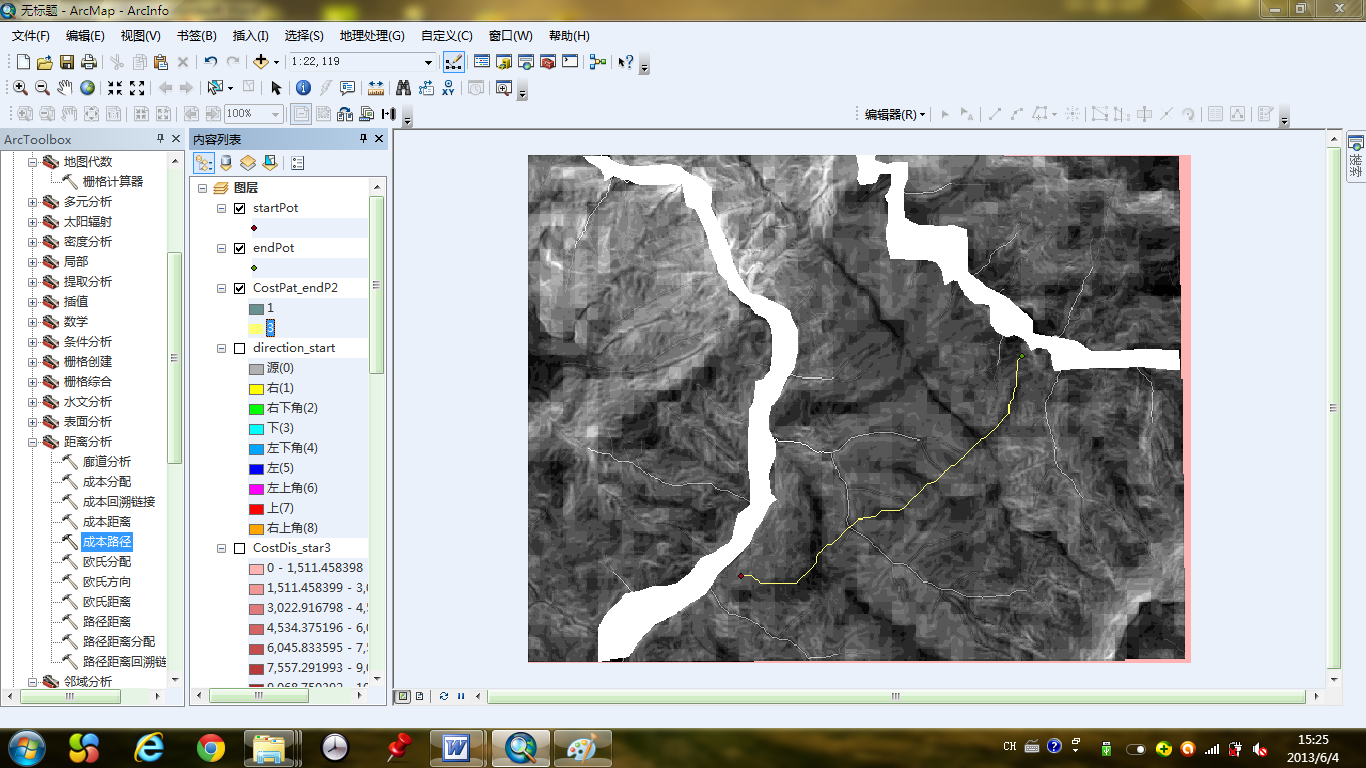 无标题 - ArcMap - ArcInfo
文件(F) 编辑(E) 视图(V) 书签(B) 插入(I) 选择(S) 地理处理(G) 自定义(C) 窗口(W) 帮助(H)
1:22,119
XY
100%
编辑器(R)
ArcToolbox
地图代数
栅格计算器
多元分析
太阳辐射
密度分析
局部
提取分析
插值
数学
条件分析
栅格创建
栅格综合
水文分析
表面分析
距离分析
廊道分析
成本分配
成本回溯链接
成本距离
成本路径
欧氏分配
欧氏方向
欧氏距离
路径距离
路径距离分配
路径距离回溯链
邻域分析
内容列表
图层
startPot
endPot
CostPat_endP2
1
3
direction_start
源(0)
右(1)
右下角(2)
下(3)
左下角(4)
左(5)
左上角(6)
上(7)
右上角(8)
CostDis_star3
0 - 1,511.458398
1,511.458399 - 3,0
3,022.916798 - 4,5
4,534.375196 - 6,0
6,045.833595 - 7,5
7,557.291993 - 9,0
CH
15:25
2013/6/4